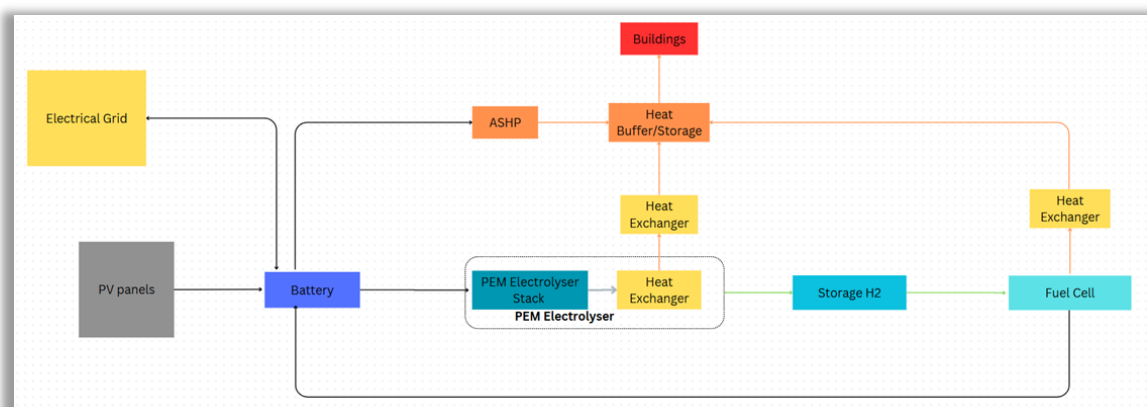 Buildings
Electrical Grid
ASHP
Heat
Buffer/Storage
Heat
Exchanger
Heat
Exchanger
PV panels
Battery
PEM Electrolyser
Stack
Heat
Exchanger
PEM Electrolyser
Storage H2
Fuel Cell